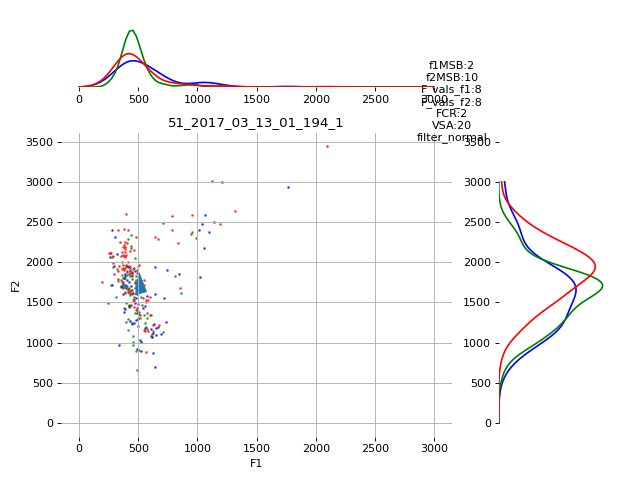 f1MSB:2
f2MSB:10
F_vals_f1:8
F_vals_f2:8
FCR:2
VSA:20
filter_normal
0 500 1000 1500 2000 2500 3000
51_2017_03_13_01_194_1
3500
3000
2500
2000
1500
1000
500
0
F2
0 500 1000 1500 2000 2500 3000
F1
3500
3000
2500
2000
1500
1000
500
0